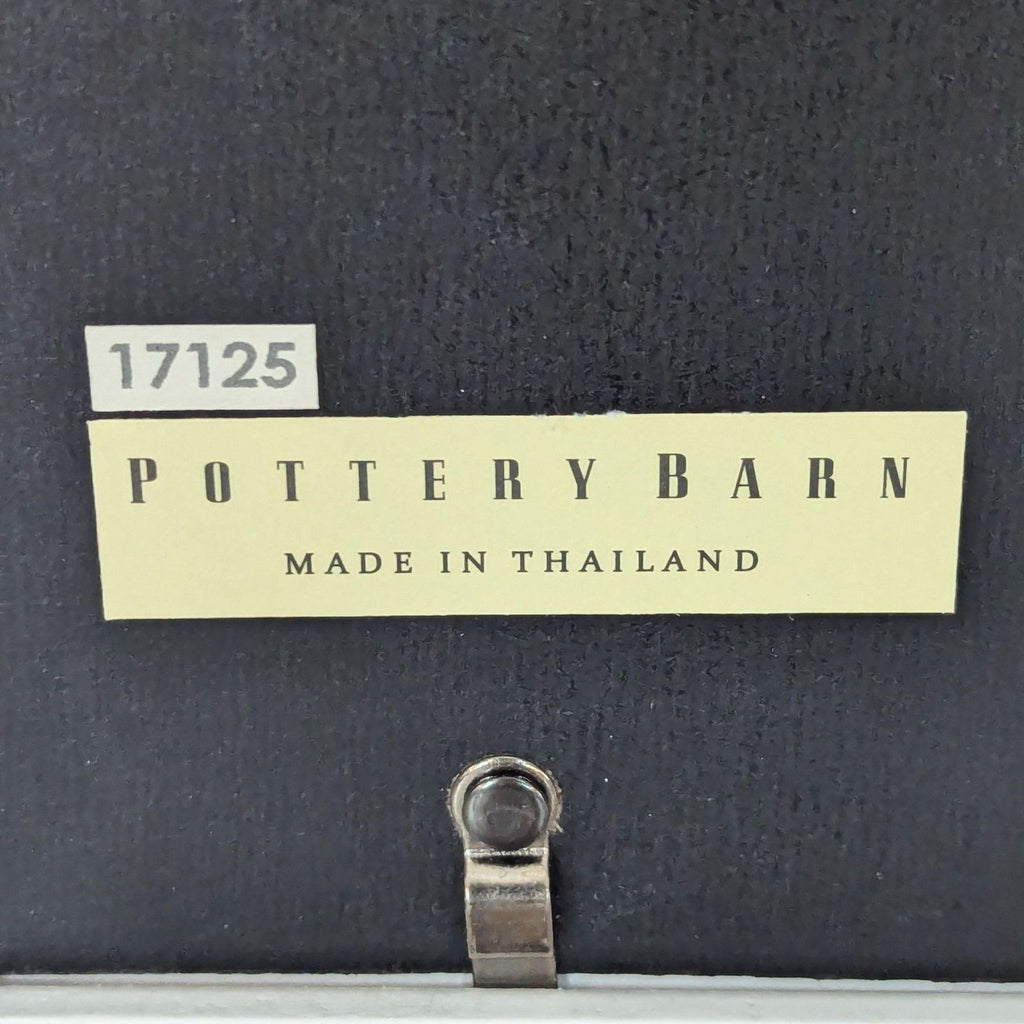 17125
POTTERY BARN
MADE IN THAILAND